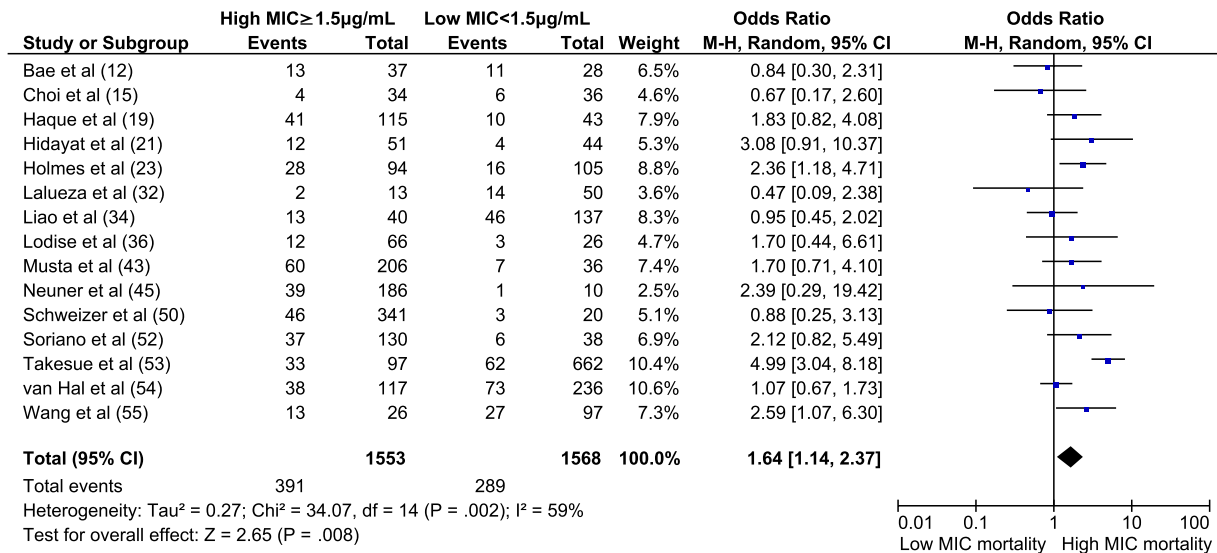 High MIC≥1.5µg/mL Low MIC<1.5µg/mL Odds Ratio Odds Ratio
Study or Subgroup Events Total Events Total Weight M-H, Random, 95% CI M-H, Random, 95% CI
Bae et al (12) 13 37 11 28 6.5% 0.84 [0.30, 2.31]
Choi et al (15) 4 34 6 36 4.6% 0.67 [0.17, 2.60]
Haque et al (19) 41 115 10 43 7.9% 1.83 [0.82, 4.08]
Hidayat et al (21) 12 51 4 44 5.3% 3.08 [0.91, 10.37]
Holmes et al (23) 28 94 16 105 8.8% 2.36 [1.18, 4.71]
Lalueza et al (32) 2 13 14 50 3.6% 0.47 [0.09, 2.38]
Liao et al (34) 13 40 46 137 8.3% 0.95 [0.45, 2.02]
Lodise et al (36) 12 66 3 26 4.7% 1.70 [0.44, 6.61]
Musta et al (43) 60 206 7 36 7.4% 1.70 [0.71, 4.10]
Neuner et al (45) 39 186 1 10 2.5% 2.39 [0.29, 19.42]
Schweizer et al (50) 46 341 3 20 5.1% 0.88 [0.25, 3.13]
Soriano et al (52) 37 130 6 38 6.9% 2.12 [0.82, 5.49]
Takesue et al (53) 33 97 62 662 10.4% 4.99 [3.04, 8.18]
van Hal et al (54) 38 117 73 236 10.6% 1.07 [0.67, 1.73]
Wang et al (55) 13 26 27 97 7.3% 2.59 [1.07, 6.30]
Total (95% CI) 1553 1568 100.0% 1.64 [1.14, 2.37]
Total events 391 289
Heterogeneity: Tau² = 0.27; Chi² = 34.07, df = 14 (P = .002); I² = 59%
Test for overall effect: Z = 2.65 (P = .008)
0.01 0.1 1 10 100
Low MIC mortality High MIC mortality